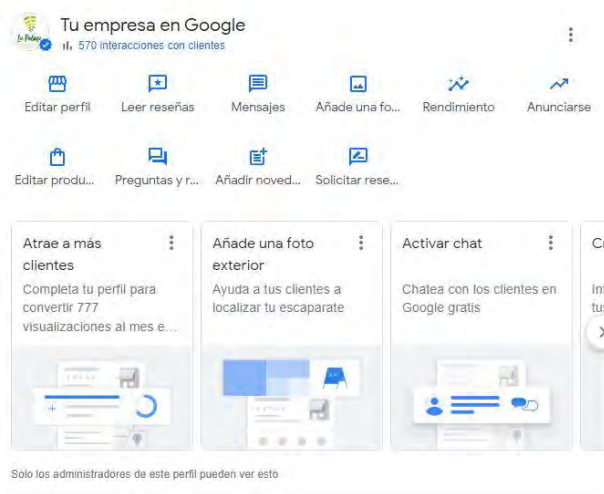 Tu empresa en Google
570 interacciones con clientes
Editar perfil
Leer reseñas
Mensajes
Añade una fo...
Rendimiento
Anunciarse
Editar produ...
Preguntas y r...
Añadir noved...
Solicitar rese...
Atrae a más
clientes
Completa tu perfil para
convertir 777
visualizaciones al mes e...
Añade una foto
exterior
Ayuda a tus clientes a
localizar tu escaparate
Activar chat
Chatea con los clientes en
Google gratis
Solo los administradores de este perfil pueden ver esto